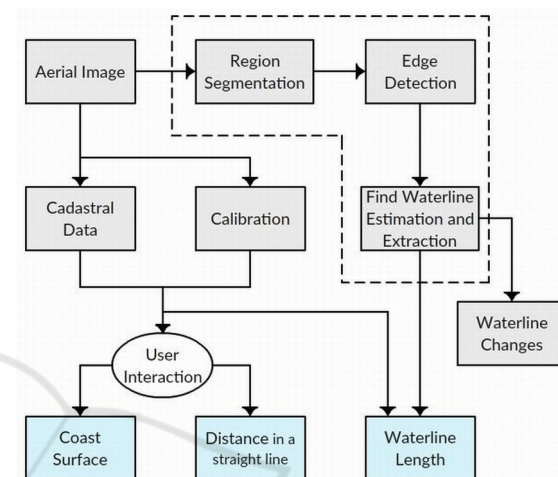 Aerial Image
Region
Segmentation
Edge
Detection
Cadastral
Data
Calibration
Find Waterline
Estimation and
Extraction
Waterline
Changes
User
Interaction
Coast
Surface
Distance in a
straight line
Waterline
Length